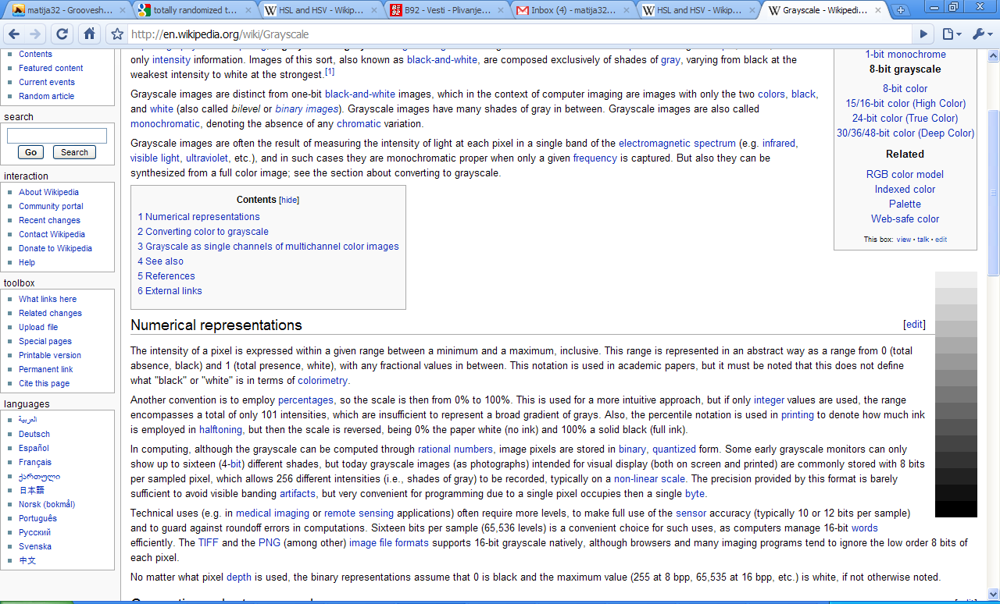 matija32 - Groovesh...
totally randomized t...
HSL and HSV - Wikip...
B92 - Vesti - Plivanje...
Inbox (4) - matija32...
HSL and HSV - Wikip...
Grayscale - Wikipedi...
http://en.wikipedia.org/wiki/Grayscale
Contents
Featured content
Current events
Random article
search
Go Search
interaction
About Wikipedia
Community portal
Recent changes
Contact Wikipedia
Donate to Wikipedia
Help
toolbox
What links here
Related changes
Upload file
Special pages
Printable version
Permanent link
Cite this page
languages
العربية
Deutsch
Español
Français
ქართული
日本語
Norsk (bokmål)
Português
Русский
Svenska
中文
only intensity information. Images of this sort, also known as black-and-white, are composed exclusively of shades of gray, varying from black at the
weakest intensity to white at the strongest.[1]
Grayscale images are distinct from one-bit black-and-white images, which in the context of computer imaging are images with only the two colors, black,
and white (also called bilevel or binary images). Grayscale images have many shades of gray in between. Grayscale images are also called
monochromatic, denoting the absence of any chromatic variation.
Grayscale images are often the result of measuring the intensity of light at each pixel in a single band of the electromagnetic spectrum (e.g. infrared,
visible light, ultraviolet, etc.), and in such cases they are monochromatic proper when only a given frequency is captured. But also they can be
synthesized from a full color image; see the section about converting to grayscale.
Contents [hide]
1 Numerical representations
2 Converting color to grayscale
3 Grayscale as single channels of multichannel color images
4 See also
5 References
6 External links
1-bit monochrome
8-bit grayscale
8-bit color
15/16-bit color (High Color)
24-bit color (True Color)
30/36/48-bit color (Deep Color)
Related
RGB color model
Indexed color
Palette
Web-safe color
This box: view • talk • edit
Numerical representations [edit]
The intensity of a pixel is expressed within a given range between a minimum and a maximum, inclusive. This range is represented in an abstract way as a range from 0 (total
absence, black) and 1 (total presence, white), with any fractional values in between. This notation is used in academic papers, but it must be noted that this does not define
what "black" or "white" is in terms of colorimetry.
Another convention is to employ percentages, so the scale is then from 0% to 100%. This is used for a more intuitive approach, but if only integer values are used, the range
encompasses a total of only 101 intensities, which are insufficient to represent a broad gradient of grays. Also, the percentile notation is used in printing to denote how much ink
is employed in halftoning, but then the scale is reversed, being 0% the paper white (no ink) and 100% a solid black (full ink).
In computing, although the grayscale can be computed through rational numbers, image pixels are stored in binary, quantized form. Some early grayscale monitors can only
show up to sixteen (4-bit) different shades, but today grayscale images (as photographs) intended for visual display (both on screen and printed) are commonly stored with 8 bits
per sampled pixel, which allows 256 different intensities (i.e., shades of gray) to be recorded, typically on a non-linear scale. The precision provided by this format is barely
sufficient to avoid visible banding artifacts, but very convenient for programming due to a single pixel occupies then a single byte.
Technical uses (e.g. in medical imaging or remote sensing applications) often require more levels, to make full use of the sensor accuracy (typically 10 or 12 bits per sample)
and to guard against roundoff errors in computations. Sixteen bits per sample (65,536 levels) is a convenient choice for such uses, as computers manage 16-bit words
efficiently. The TIFF and the PNG (among other) image file formats supports 16-bit grayscale natively, although browsers and many imaging programs tend to ignore the low order 8 bits of
each pixel.
No matter what pixel depth is used, the binary representations assume that 0 is black and the maximum value (255 at 8 bpp, 65,535 at 16 bpp, etc.) is white, if not otherwise noted.